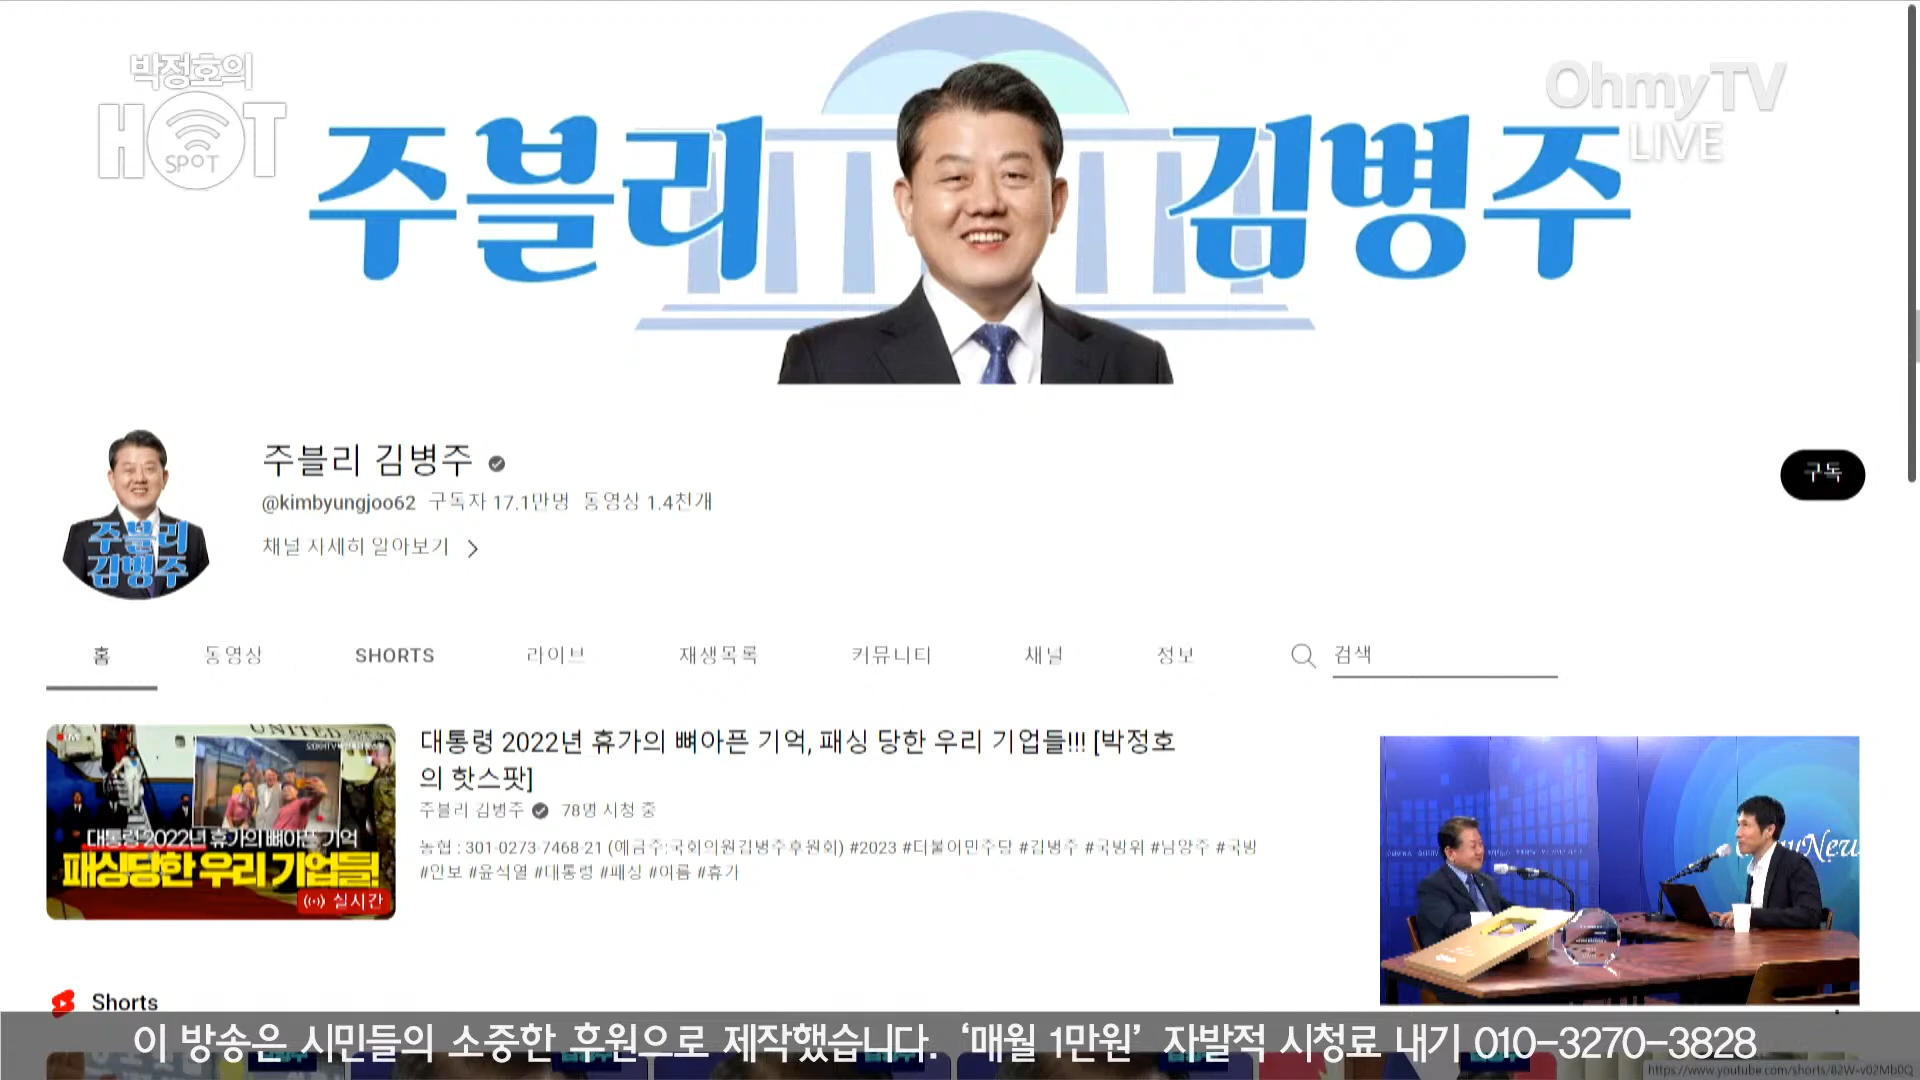 박정호의
HOT
SPOT
OhmyTV
LIVE
주블리 김병주
주블리 김병주
@kimbyungjoo62 구독자 17.1만명 동영상 1.4천개
채널 자세히 알아보기
구독
주블리
김병주
홈 동영상 SHORTS 라이브 재생목록 커뮤니티 채널 정보 검색
대통령 2022년 휴가의 뼈아픈 기억, 패싱 당한 우리 기업들!!! [박정호
의 핫스팟]
주블리 김병주 78명 시청 중
농협 : 301-0273-7468-21 (예금주:국회의원김병주후원회) #2023 #더불어민주당 #김병주 #국방위 #남양주 #국방
#안보 #윤석열 #대통령 #패싱 #여름 #휴가
UNITED
대통령 2022년 휴가의 뼈아픈 기억
패싱당한 우리 기업들!
실시간
Shorts
이 방송은 시민들의 소중한 후원으로 제작했습니다. ‘매월 1만원’ 자발적 시청료 내기 010-3270-3828
https://www.youtube.com/shorts/82W-v02Mb0Q